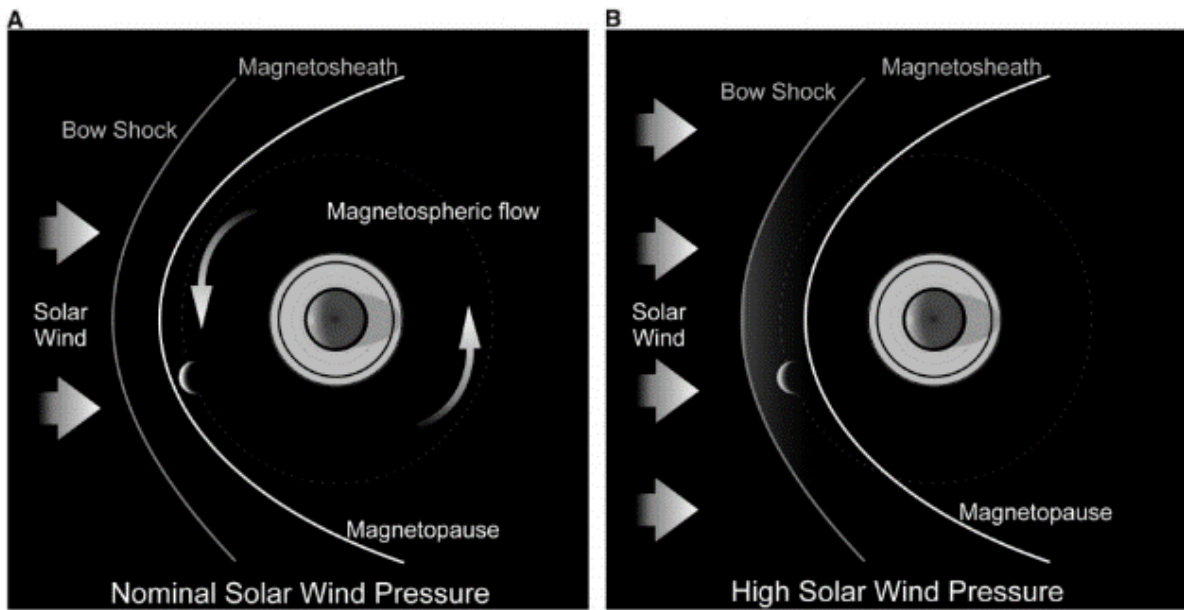 A
Magnetosheath
Bow Shock
Magnetospheric flow
Solar
Wind
Magnetopause
Nominal Solar Wind Pressure
B
Magnetosheath
Bow Shock
Solar
Wind
Magnetopause
High Solar Wind Pressure